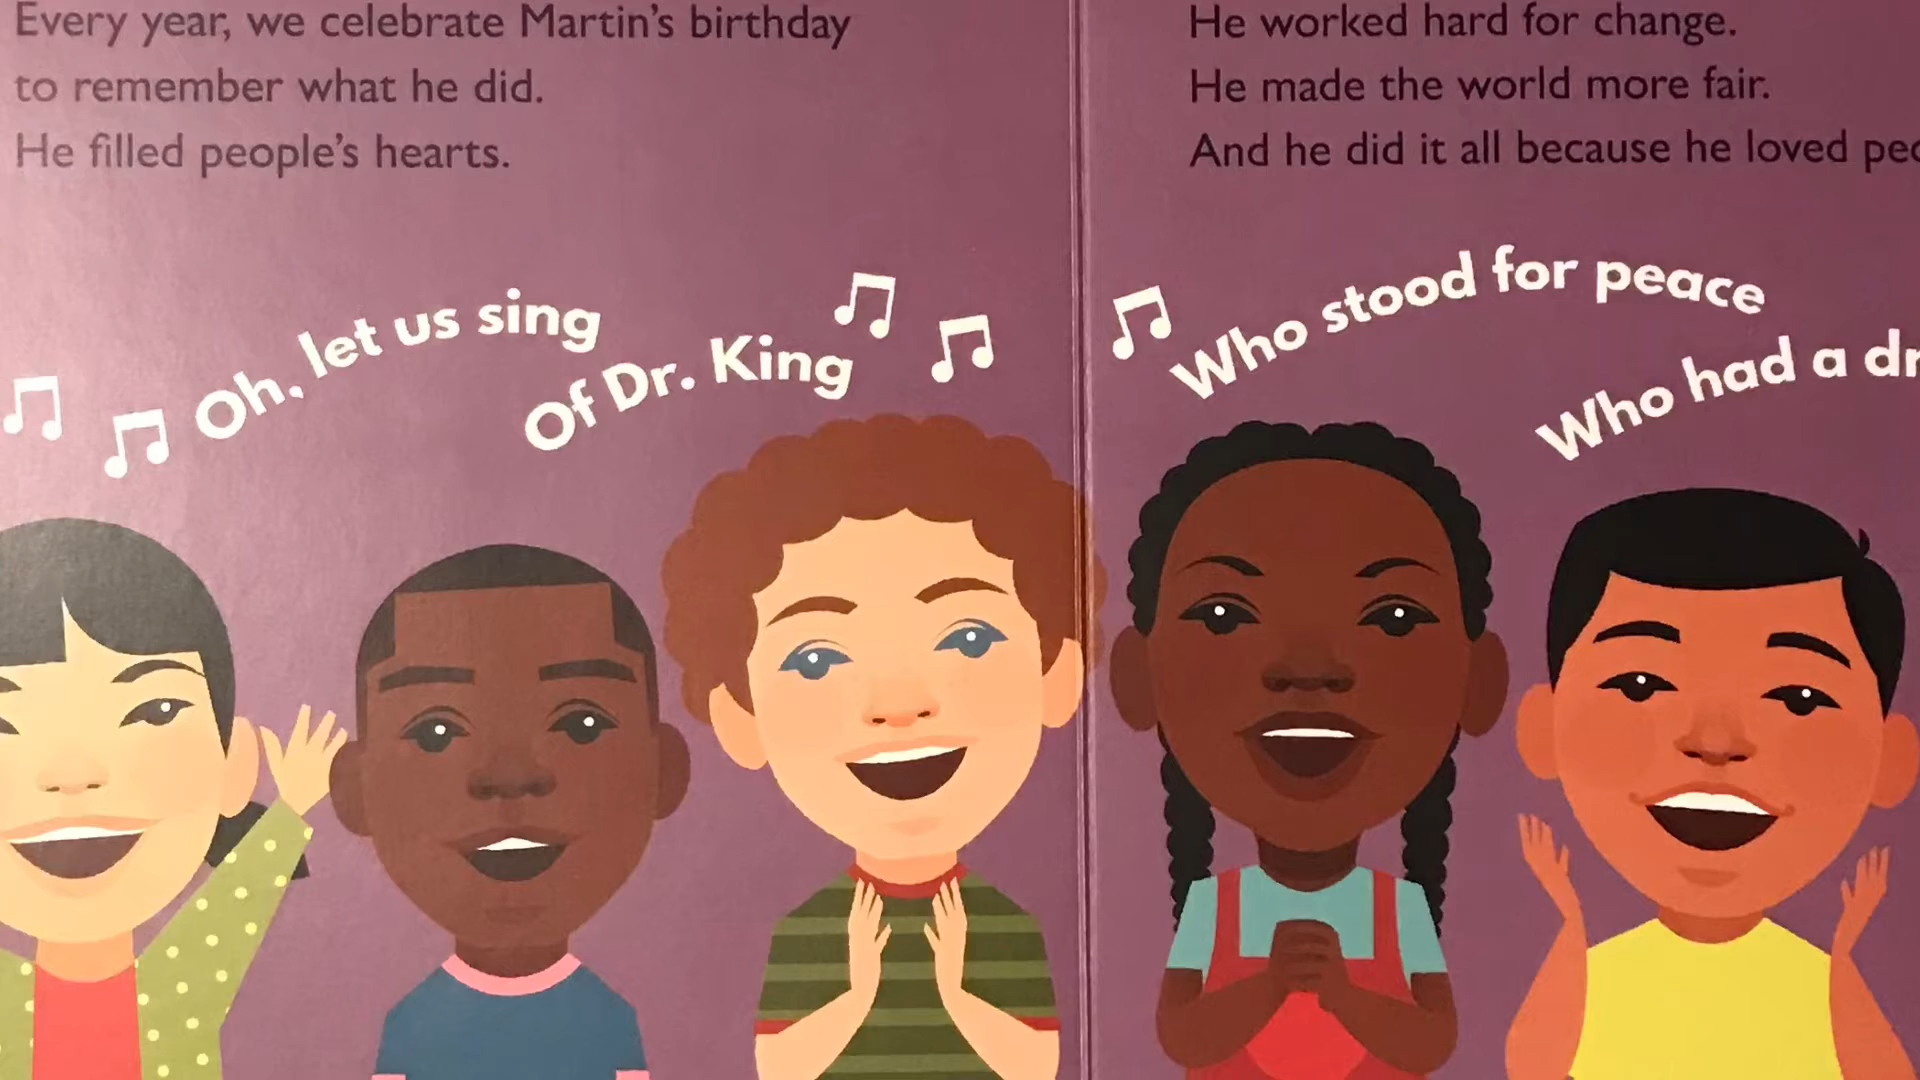 Every year, we celebrate Martin's birthday
to remember what he did.
He filled people's hearts.
Oh, let us sing
Of Dr. King
He worked hard for change.
He made the world more fair.
And he did it all because he loved
Who stood for peace
Who had a